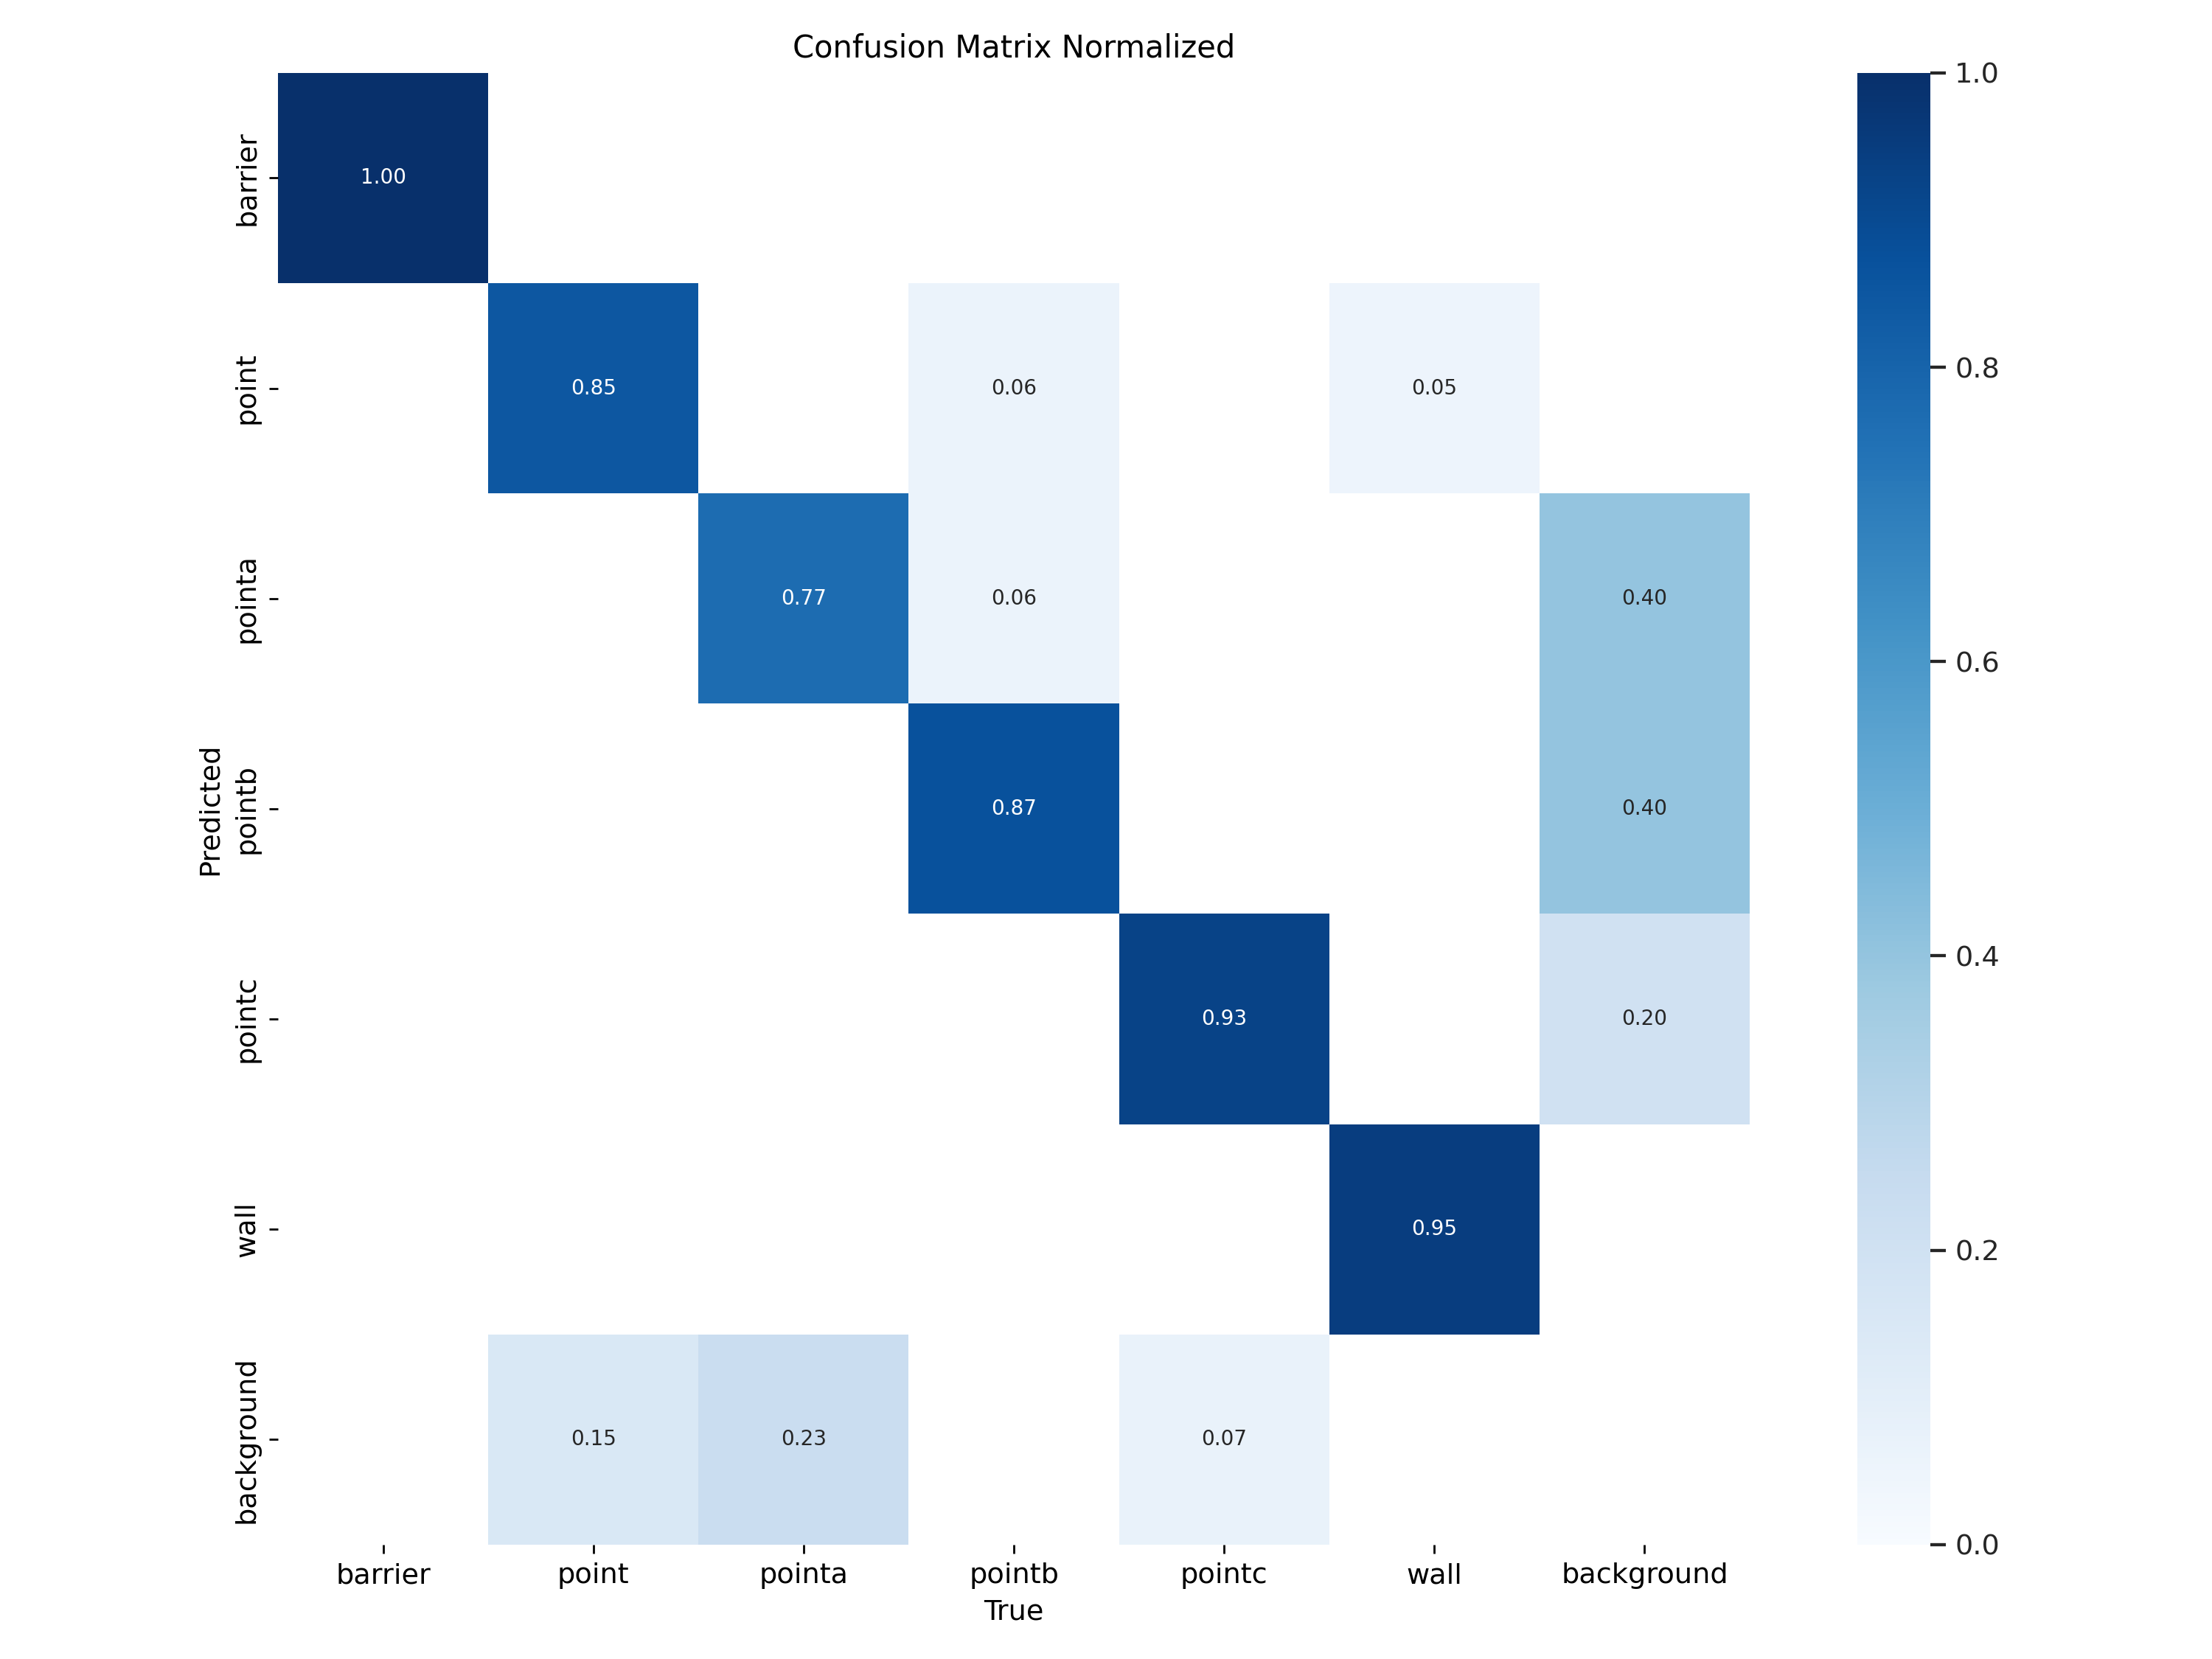 Confusion Matrix Normalized
1.0
barrier
1.00
point
0.85
0.06
0.05
0.8
pointa
0.77
0.06
0.40
0.6
Predicted
pointb
0.87
0.40
0.4
pointc
0.93
0.20
0.2
wall
0.95
background
0.15
0.23
0.07
0.0
barrier point pointa pointb pointc wall background
True